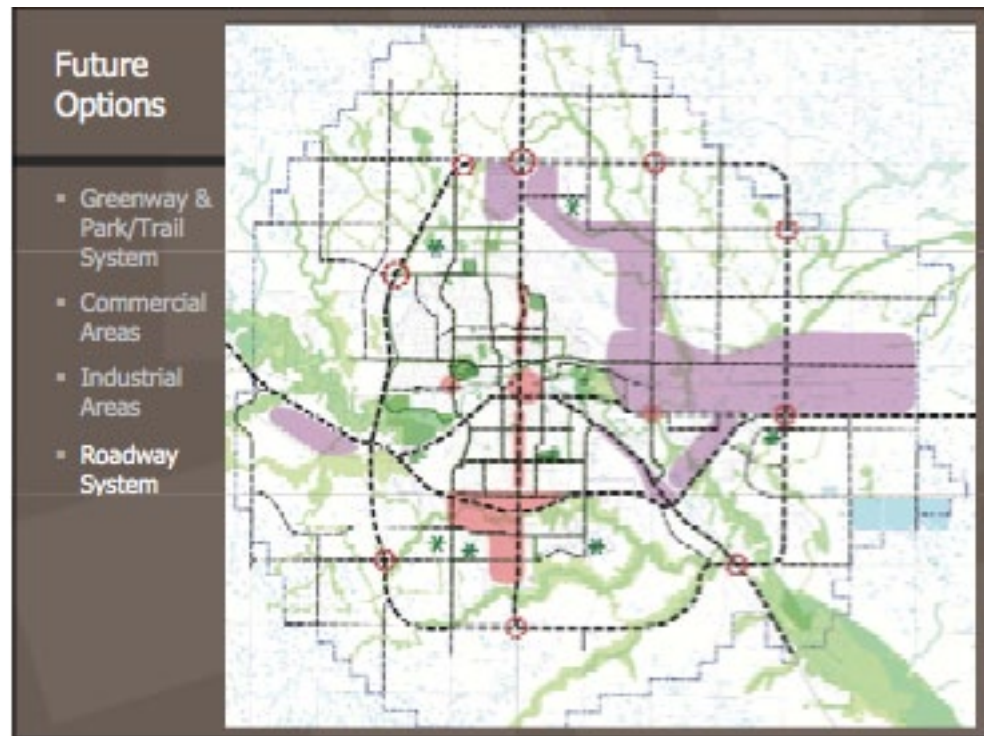 Future
Options
▪ Greenway &
Park/Trail
System
▪ Commercial
Areas
▪ Industrial
Areas
▪ Roadway
System